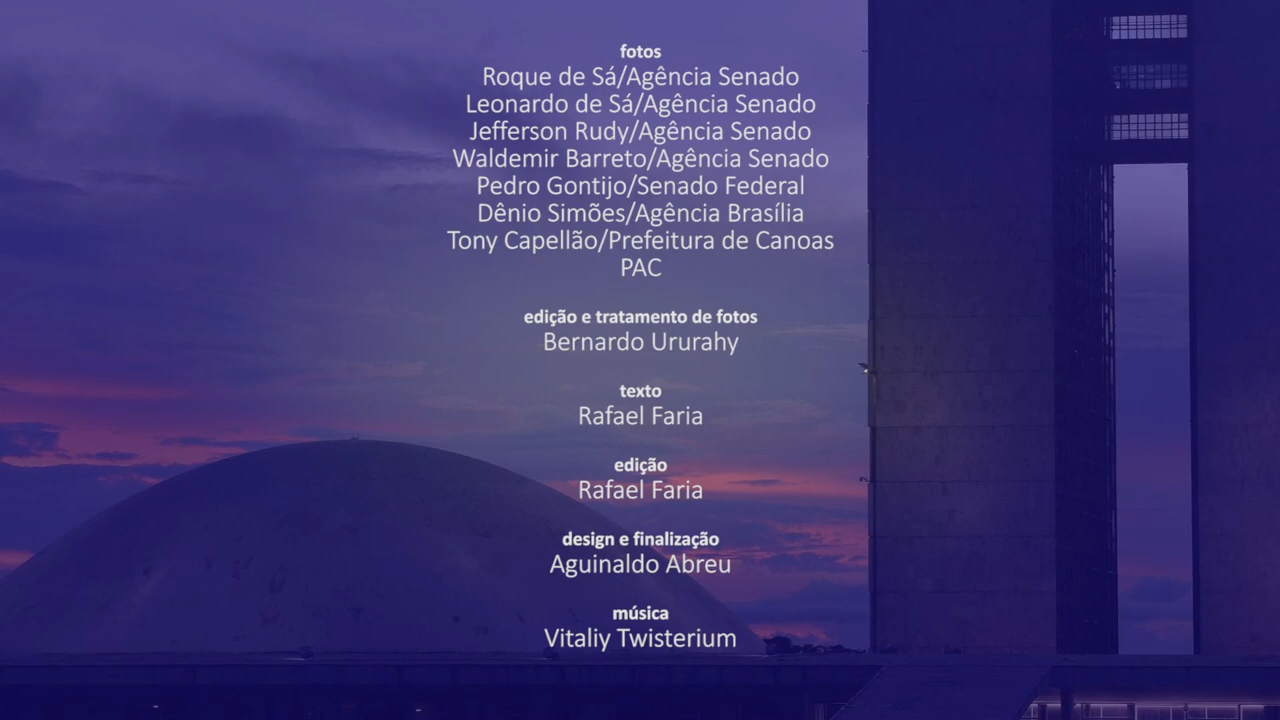 fotos
Roque de Sá/Agência Senado
Leonardo de Sá/Agência Senado
Jefferson Rudy/Agência Senado
Waldemir Barreto/Agência Senado
Pedro Gontijo/Senado Federal
Dênio Simões/Agência Brasília
Tony Capellão/Prefeitura de Canoas
PAC
edição e tratamento de fotos
Bernardo Ururahy
texto
Rafael Faria
edição
Rafael Faria
design e finalização
Aguinaldo Abreu
música
Vitaliy Twisterium